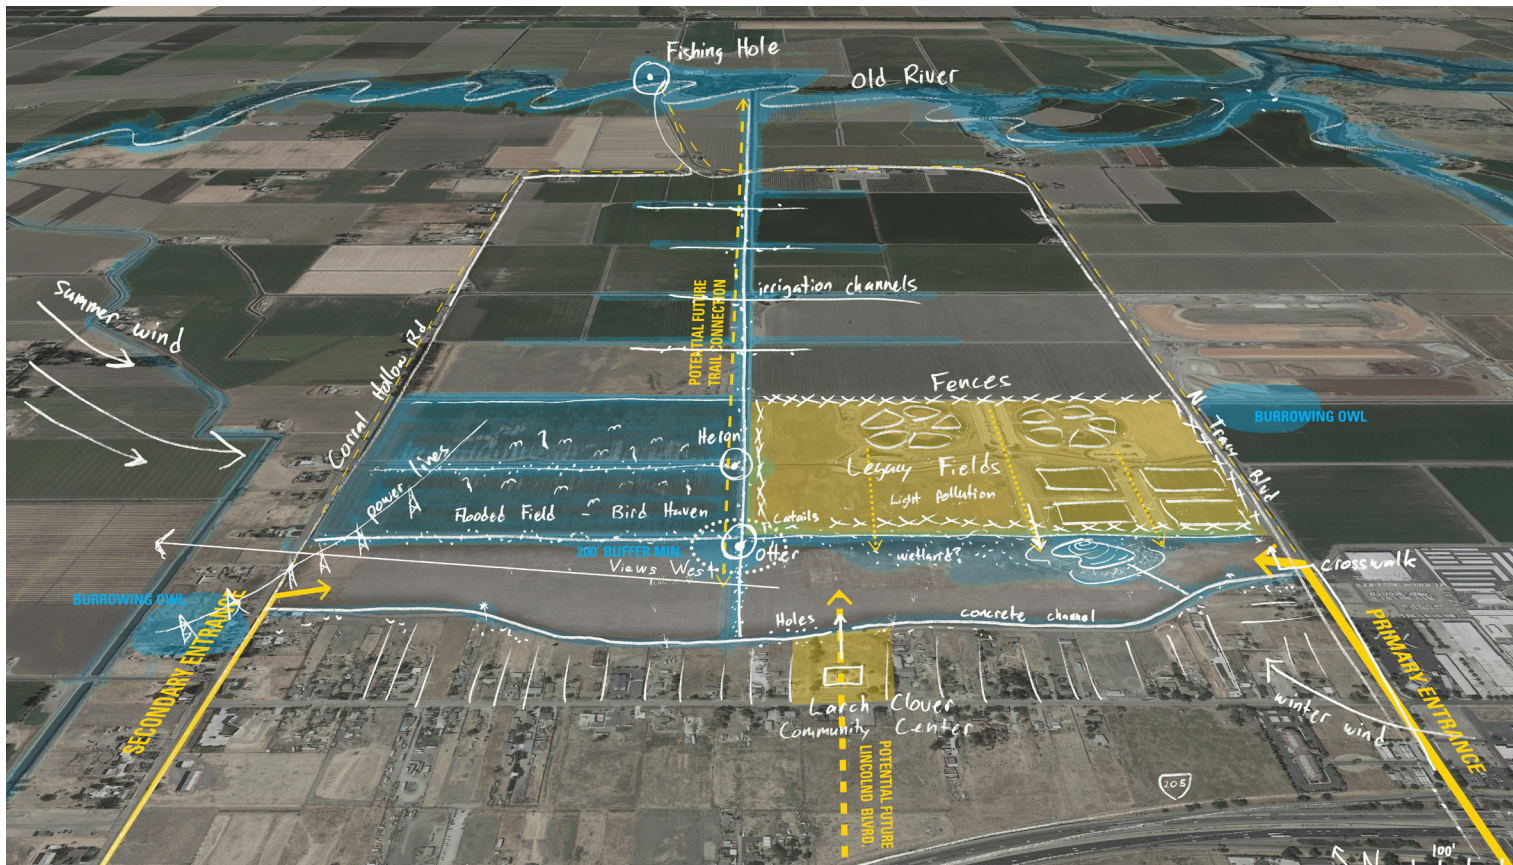 Fishing Hole
Old River
Summer wind
irrigation channels
POTENTIAL FUTURE
TRAIL CONNECTION
Corral Hollow Rd
Fences
N Tracy Blvd
BURROWING OWL
Heron
Legacy Fields
Light Pollution
power lines
Flooded Field - Bird Haven
Catails
200' BUFFER MIN.
Otter
Views West
wetland?
crosswalk
BURROWING OWL
SECONDARY ENTRANCE
Holes
concrete channel
PRIMARY ENTRANCE
Larch Clover
Community Center
winter wind
POTENTIAL FUTURE
LINCOLND BLVRD.
205
N
100'